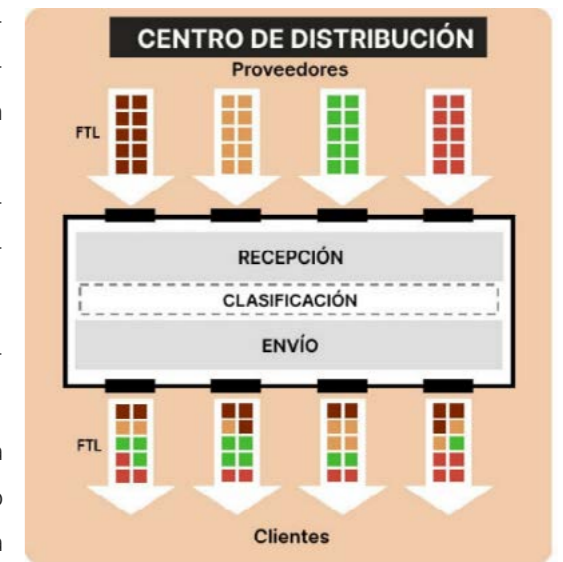 CENTRO DE DISTRIBUCIÓN
Proveedores
FTL
RECEPCIÓN
CLASIFICACIÓN
ENVÍO
FTL
Clientes